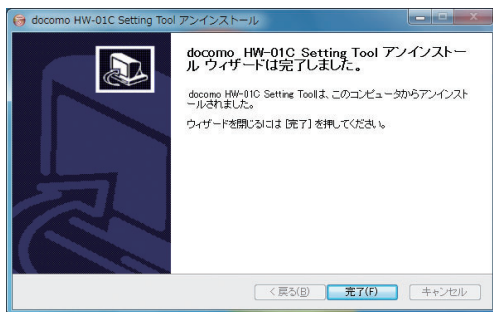 docomo HW-01C Setting Tool アンインストール
docomo HW-01C Setting Tool アンインストー
ル ウィザードは完了しました。
docomo HW-01C Setting Toolは、このコンピュータからアンインスト
ールされました。
ウィザードを閉じるには [完了] を押してください。
< 戻る(B)
完了(F)
キャンセル